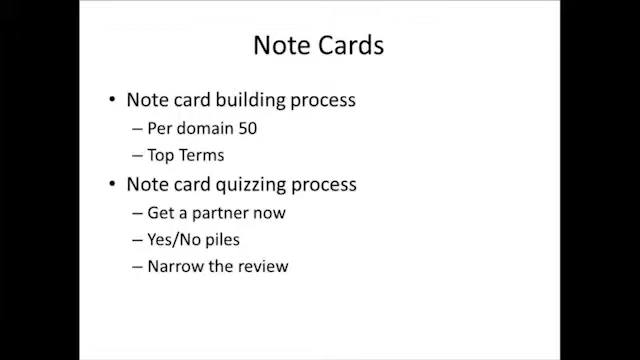 Note Cards
• Note card building process
– Per domain 50
– Top Terms
• Note card quizzing process
– Get a partner now
– Yes/No piles
– Narrow the review